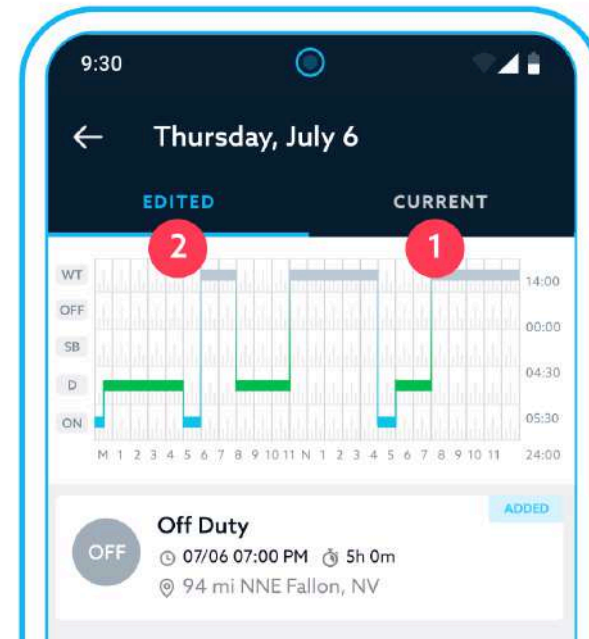 9:30
Thursday, July 6
EDITED CURRENT
2 1
WT 14:00
OFF 00:00
SB 04:30
D 05:30
ON
M 1 2 3 4 5 6 7 8 9 10 11 N 1 2 3 4 5 6 7 8 9 10 11 24:00
ADDED
Off Duty
OFF 07/06 07:00 PM 5h 0m
94 mi NNE Fallon, NV